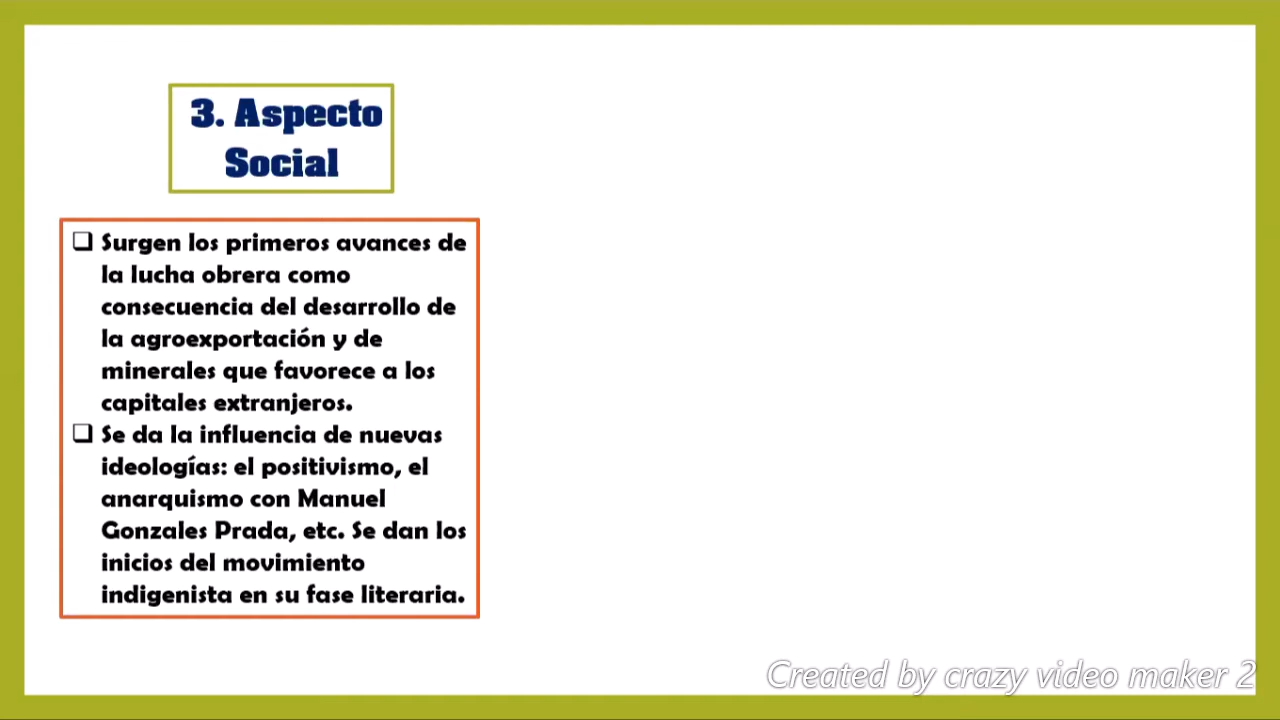 3. Aspecto
Social
❑ Surgen los primeros avances de
la lucha obrera como
consecuencia del desarrollo de
la agroexportación y de
minerales que favorece a los
capitales extranjeros.
❑ Se da la influencia de nuevas
ideologías: el positivismo, el
anarquismo con Manuel
Gonzales Prada, etc. Se dan los
inicios del movimiento
indigenista en su fase literaria.
Created by crazy video maker 2